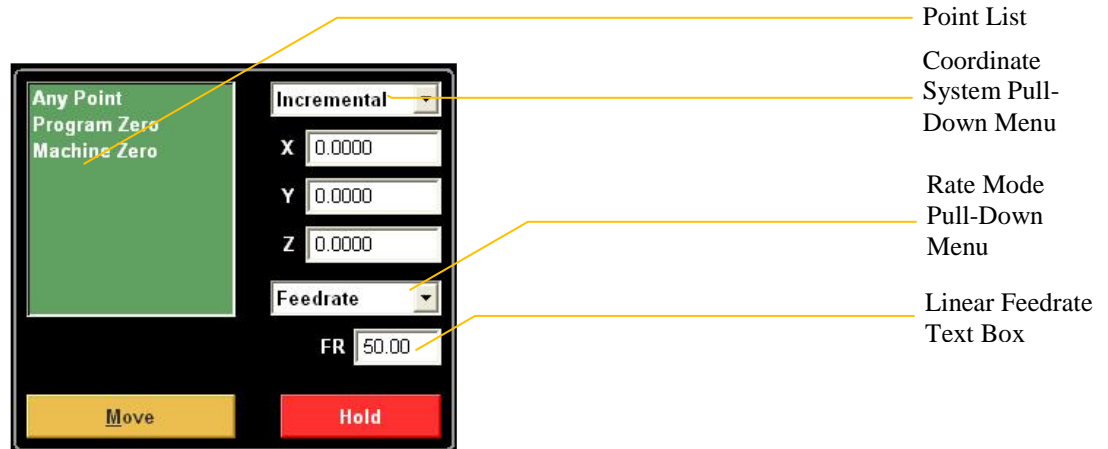 Point List
Coordinate
System Pull-
Down Menu
Rate Mode
Pull-Down
Menu
Linear Feedrate
Text Box
Any Point
Program Zero
Machine Zero
Incremental
X 0.0000
Y 0.0000
Z 0.0000
Feedrate
FR 50.00
Move
Hold